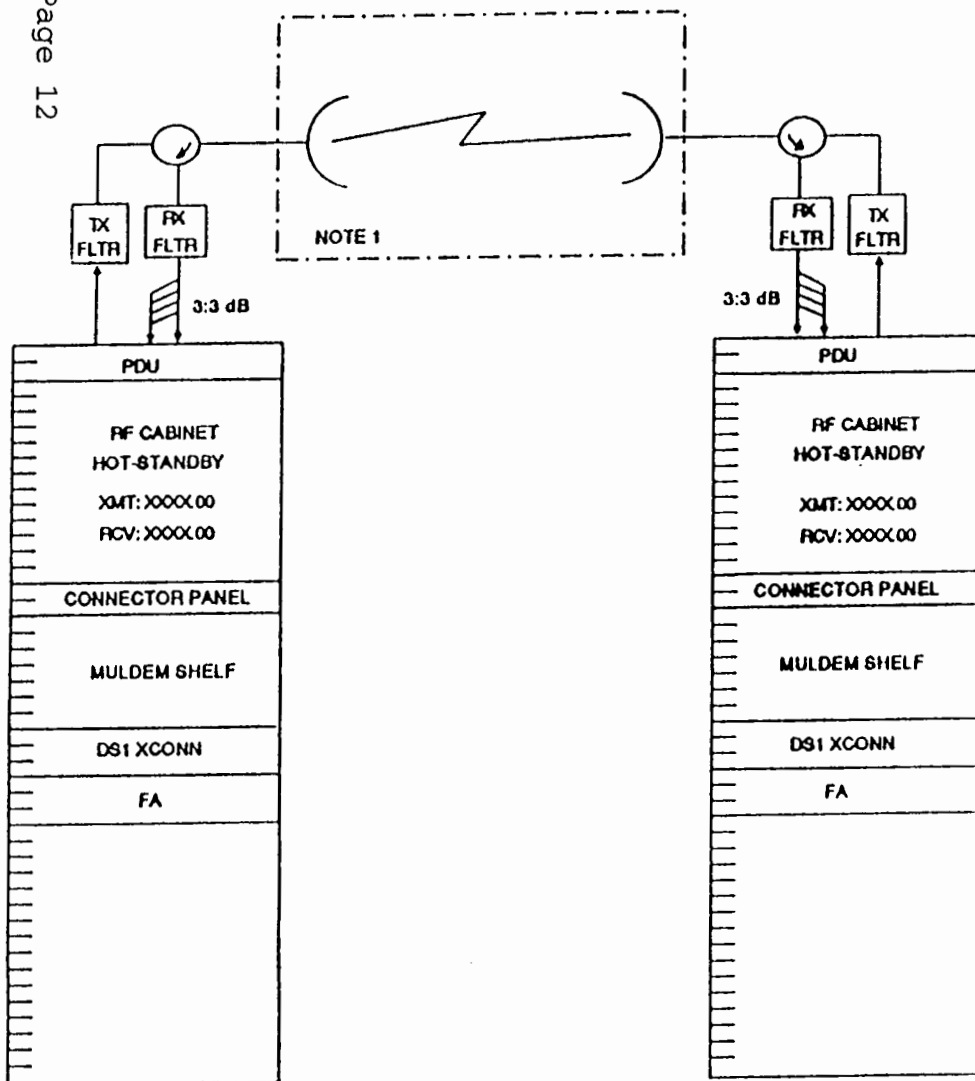 Page 12
NOTE 1
TX
FLTR
RX
FLTR
3:3 dB
PDU
RF CABINET
HOT-STANDBY
XMT: XXXX.00
RCV: XXXX.00
CONNECTOR PANEL
MULDEM SHELF
DS1 XCONN
FA
RX
FLTR
TX
FLTR
3:3 dB
PDU
RF CABINET
HOT-STANDBY
XMT: XXXX.00
RCV: XXXX.00
CONNECTOR PANEL
MULDEM SHELF
DS1 XCONN
FA